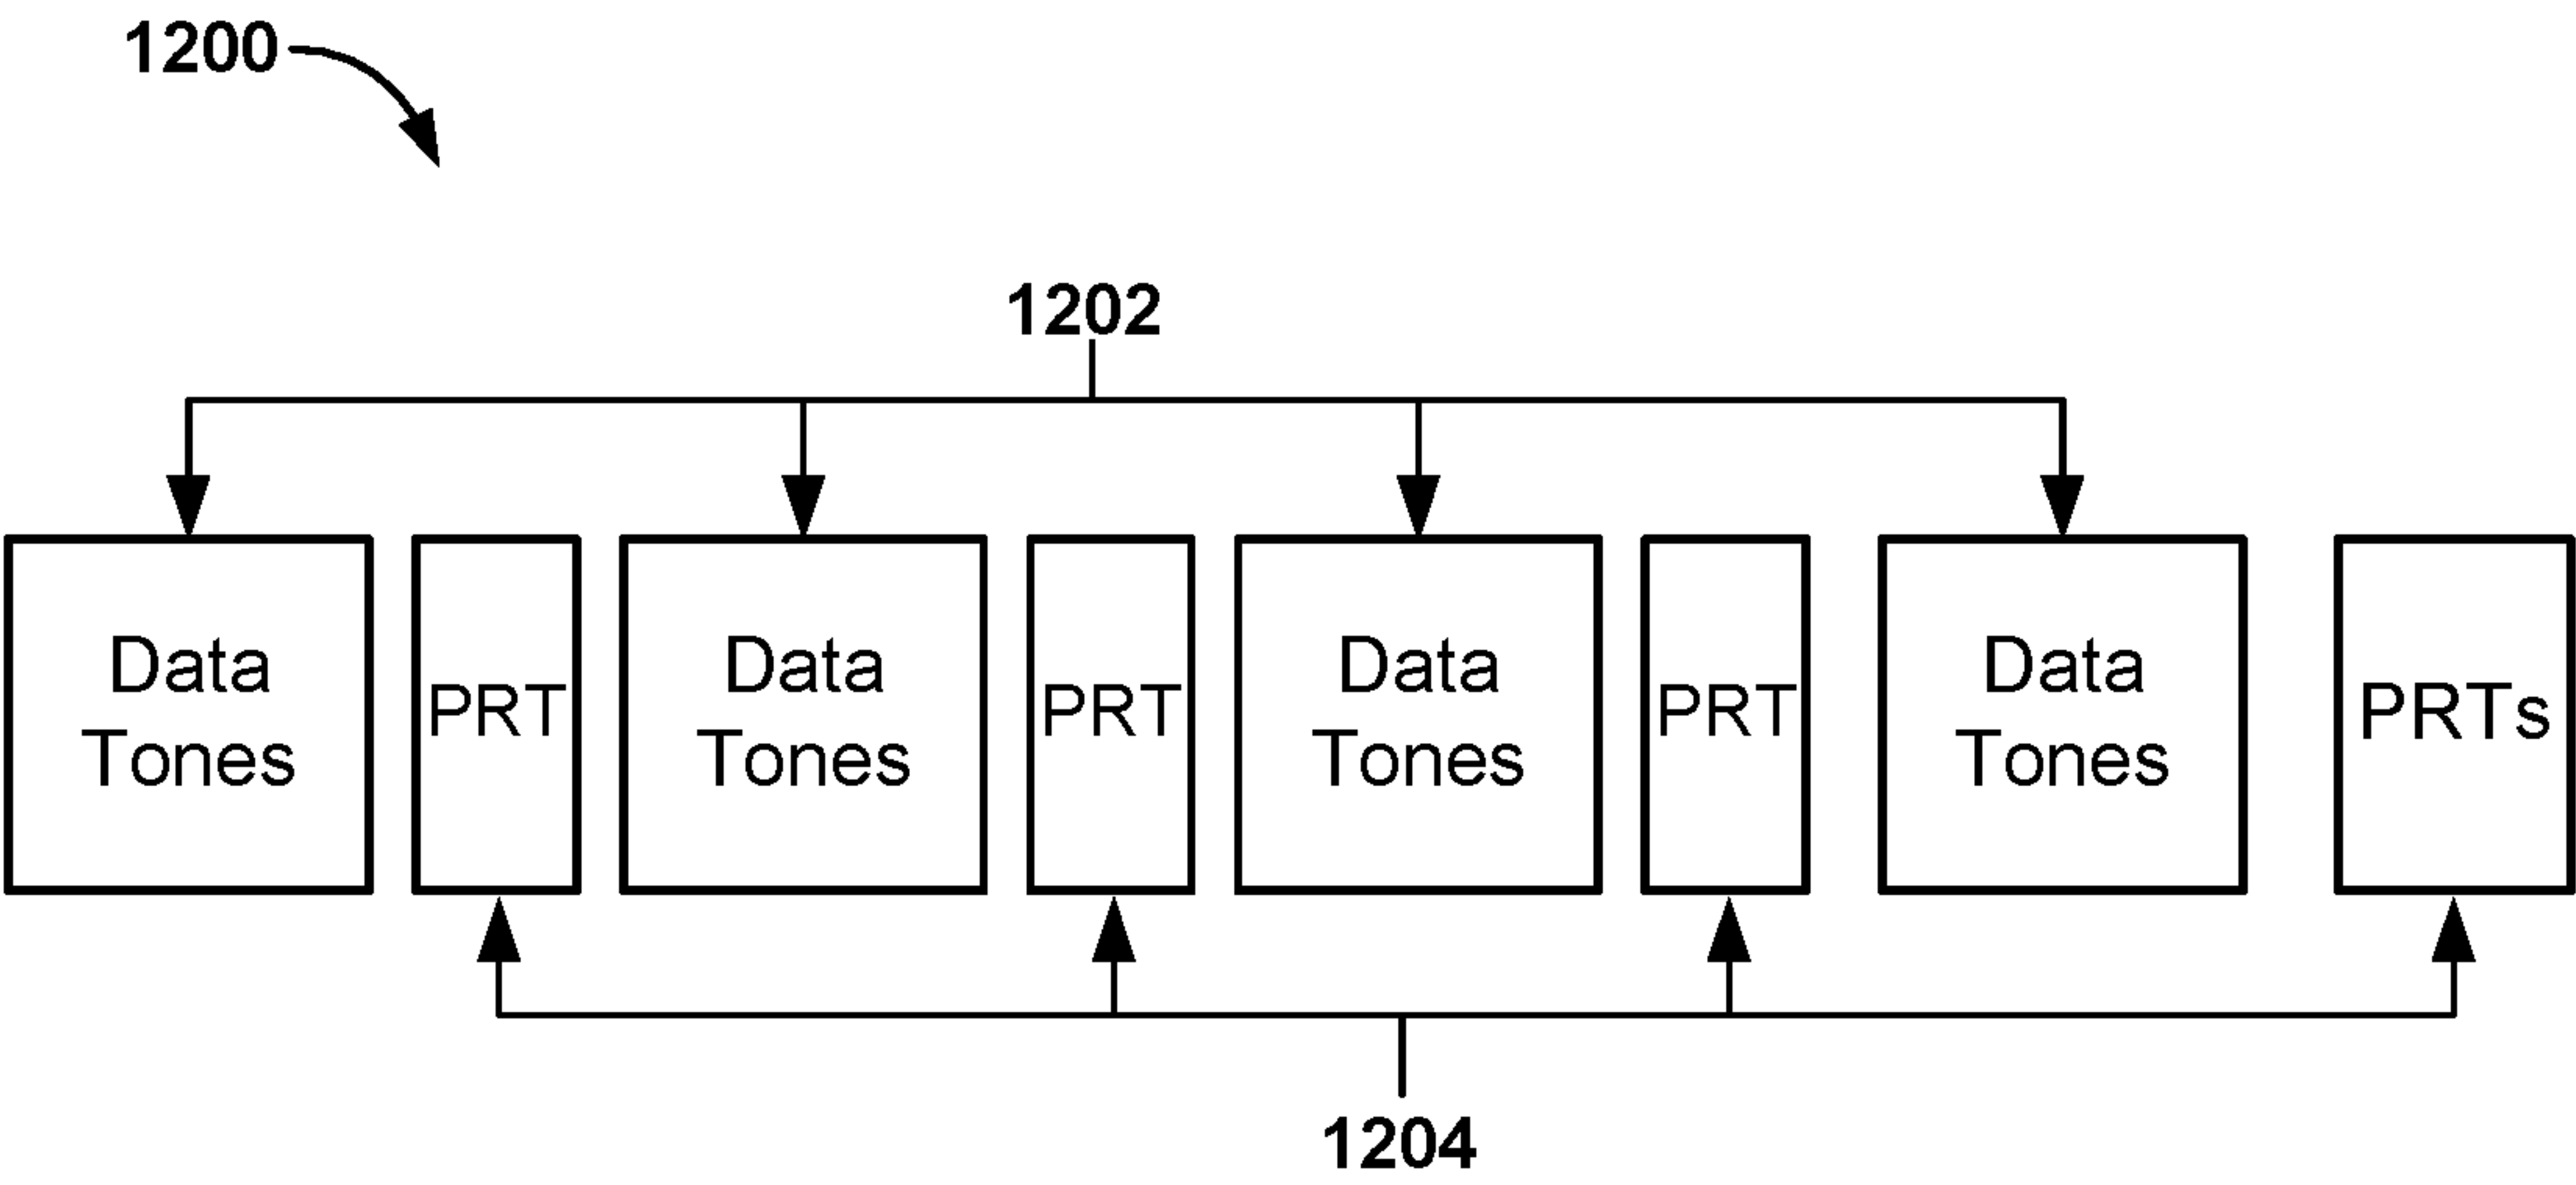 1200
1202
Data
Tones
PRT
Data
Tones
PRT
Data
Tones
PRT
Data
Tones
PRTs
1204